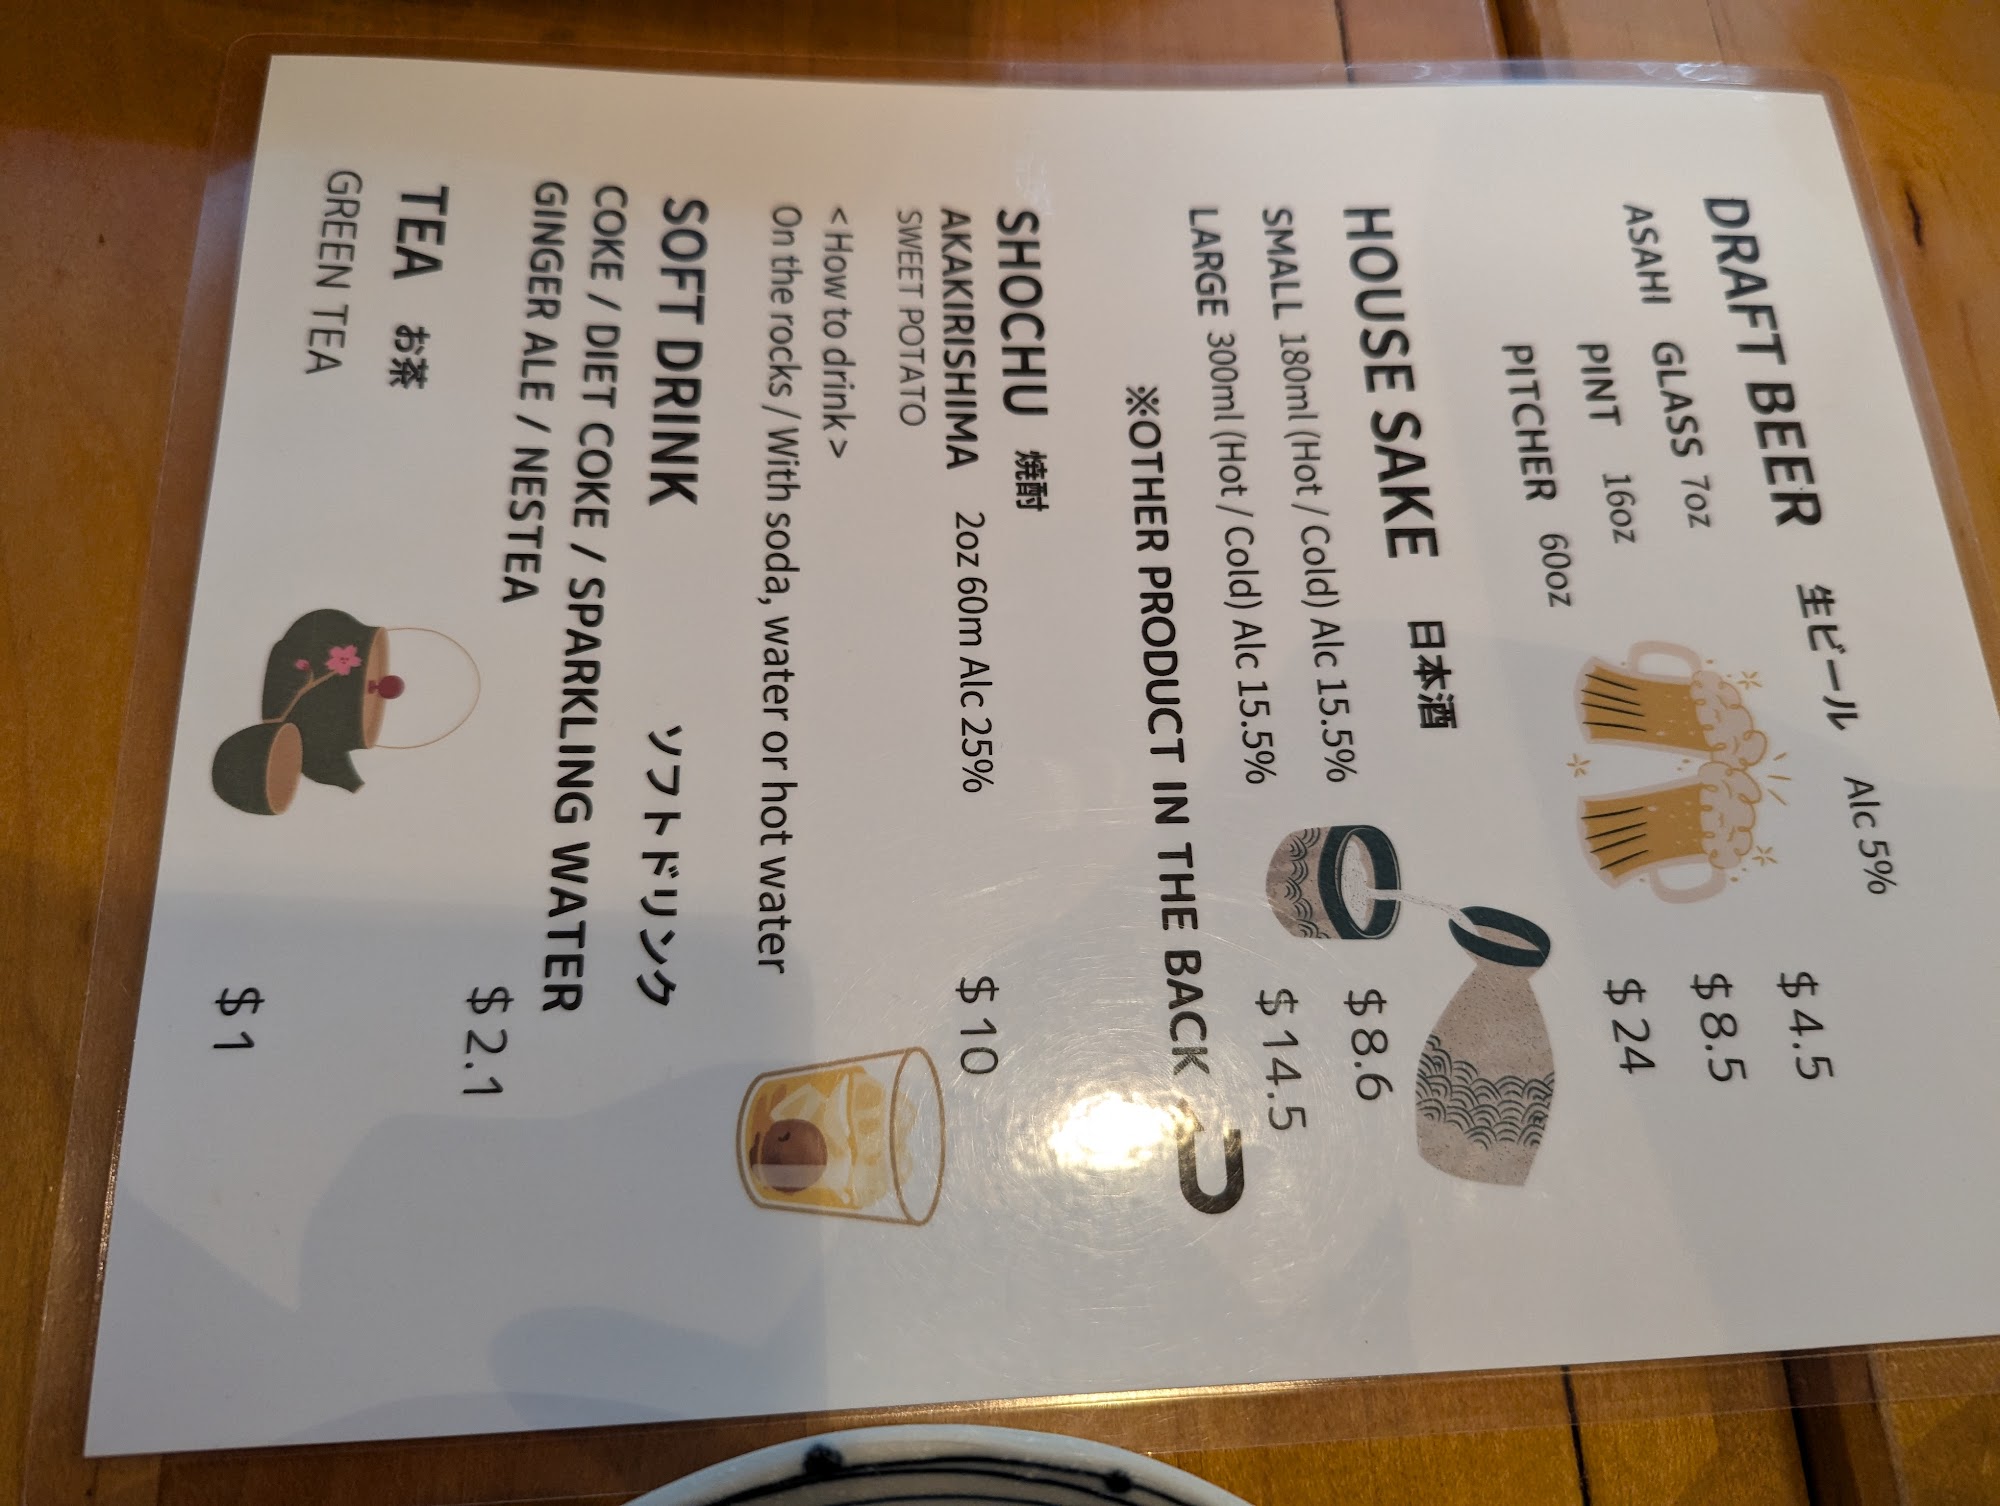 DRAFT BEER 生ビール Alc 5%
ASAHI GLASS 7oz $4.5
PINT 16oz $8.5
PITCHER 60oz $24
HOUSE SAKE 日本酒
SMALL 180ml (Hot / Cold) Alc 15.5% $8.6
LARGE 300ml (Hot / Cold) Alc 15.5% $14.5
※OTHER PRODUCT IN THE BACK
SHOCHU 焼酎
AKAKIRISHIMA 2oz 60m Alc 25% $10
SWEET POTATO
< How to drink >
On the rocks / With soda, water or hot water
SOFT DRINK ソフトドリンク
COKE / DIET COKE / SPARKLING WATER
GINGER ALE / NESTEA $2.1
TEA お茶
GREEN TEA $1